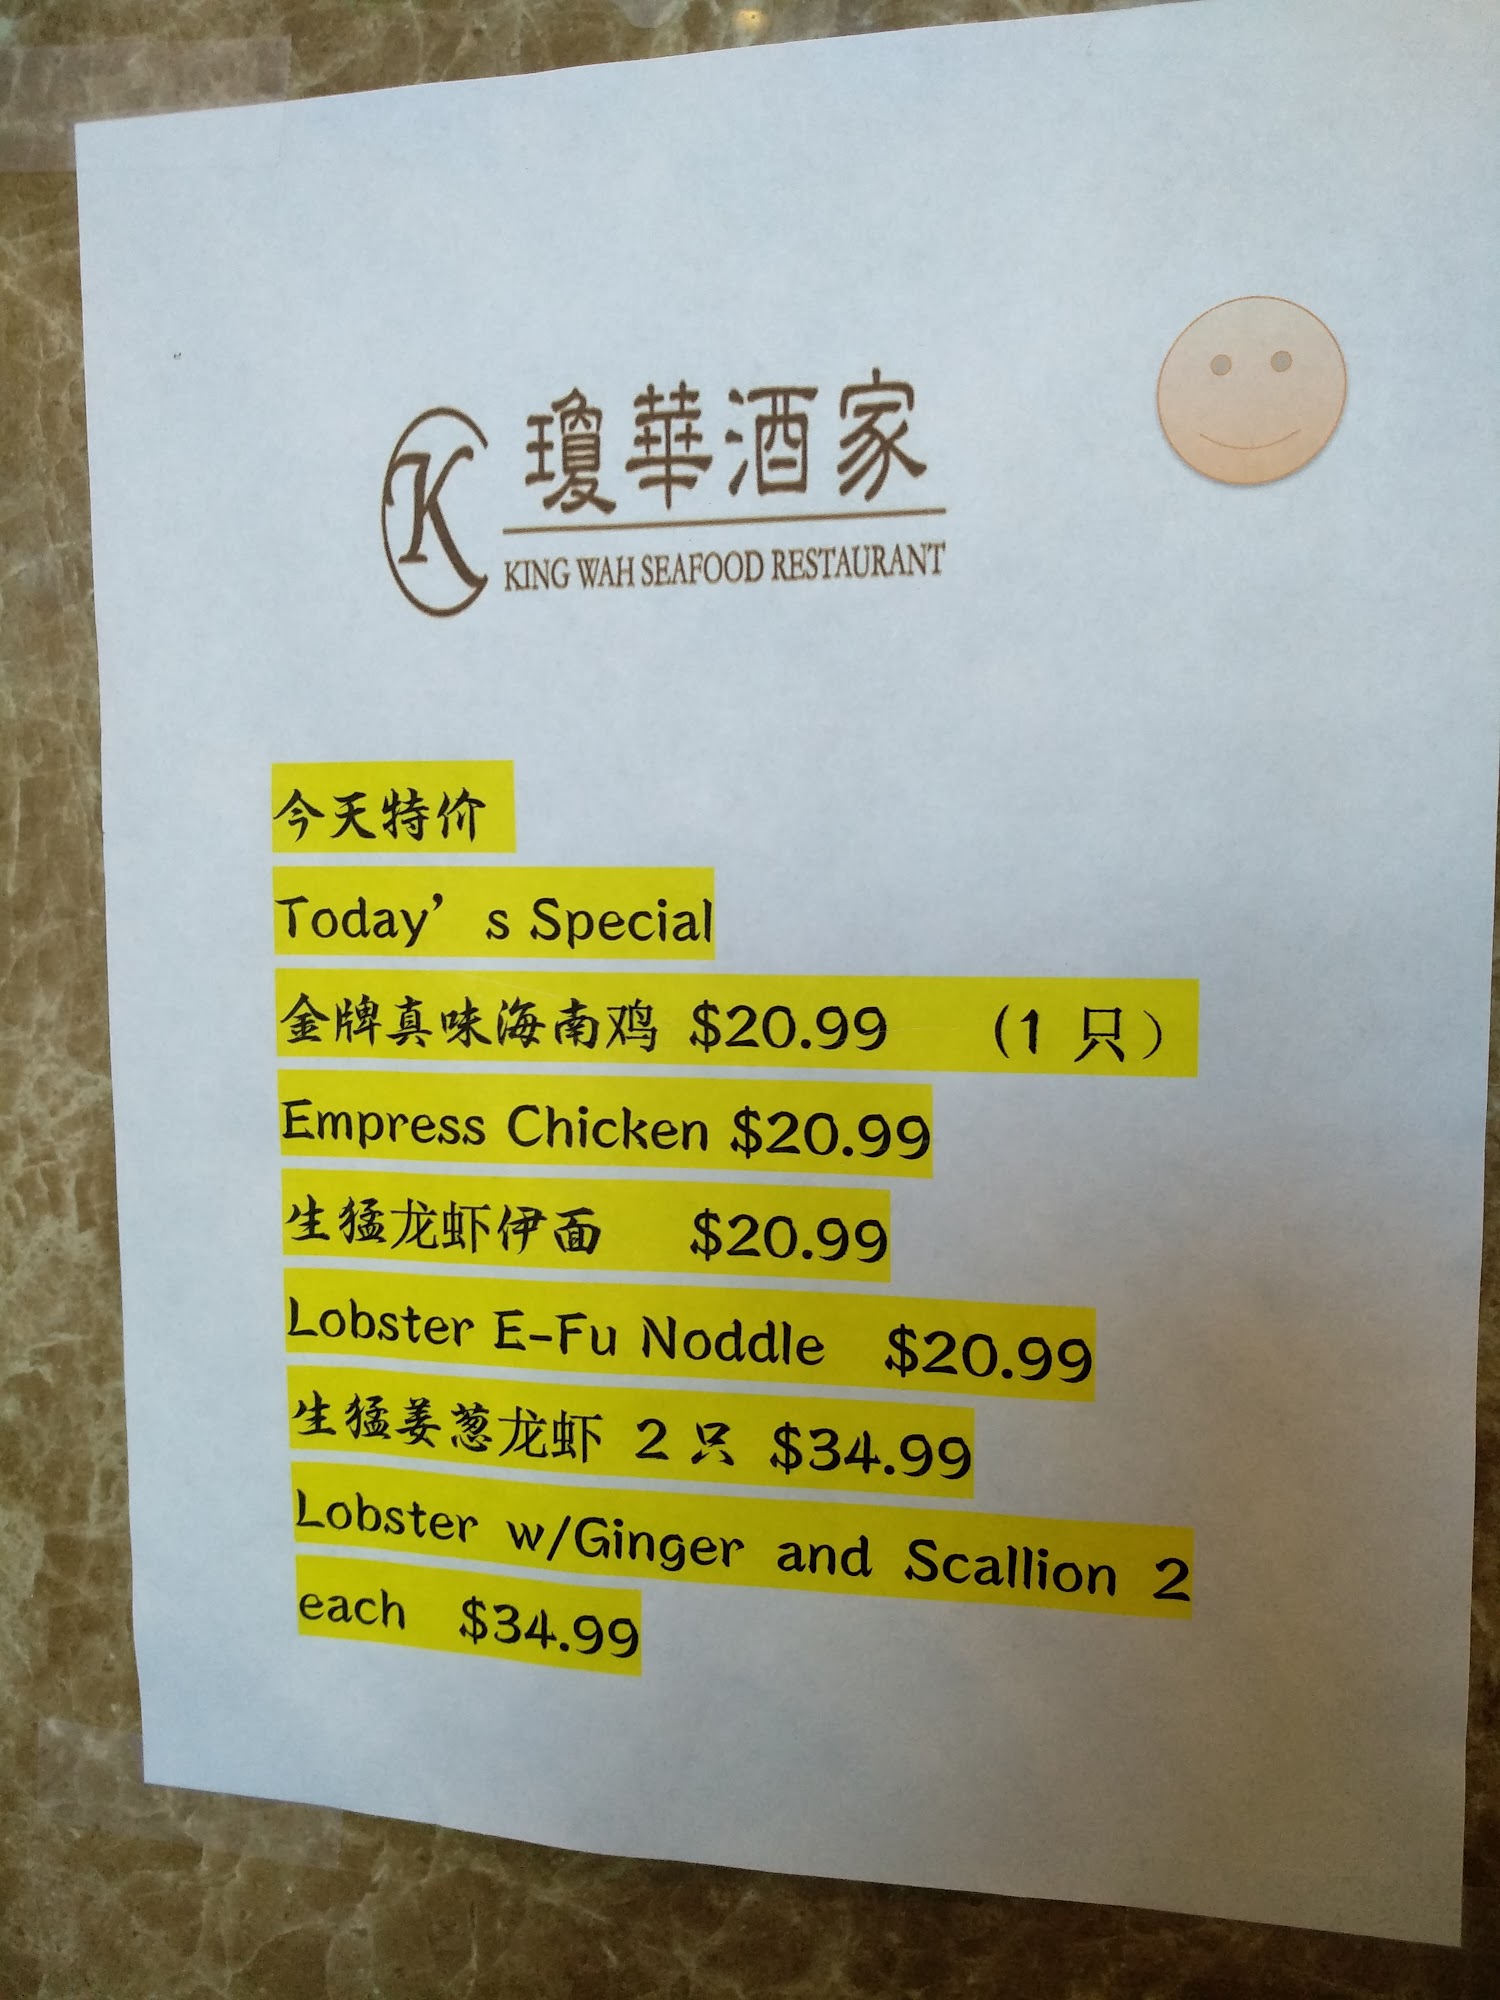 K
瓊華酒家
KING WAH SEAFOOD RESTAURANT
今天特价
Today’s Special
金牌真味海南鸡 $20.99 (1 只)
Empress Chicken $20.99
生猛龙虾伊面 $20.99
Lobster E-Fu Noddle $20.99
生猛姜葱龙虾 2 只 $34.99
Lobster w/Ginger and Scallion 2
each $34.99